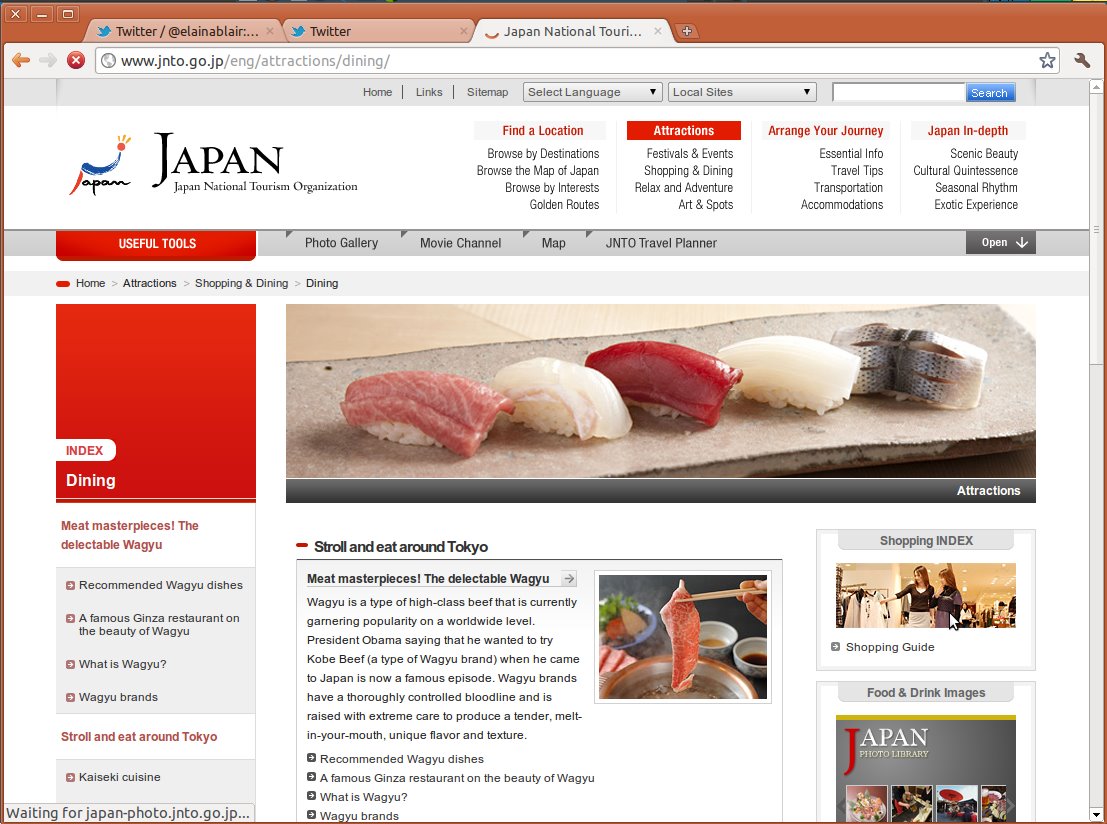 Twitter / @elainablair:...
Twitter
Japan National Touri...
www.jnto.go.jp/eng/attractions/dining/
Home
Links
Sitemap
Select Language
Local Sites
Search
Japan
JAPAN
Japan National Tourism Organization
Find a Location
Browse by Destinations
Browse the Map of Japan
Browse by Interests
Golden Routes
Attractions
Festivals & Events
Shopping & Dining
Relax and Adventure
Art & Spots
Arrange Your Journey
Essential Info
Travel Tips
Transportation
Accommodations
Japan In-depth
Scenic Beauty
Cultural Quintessence
Seasonal Rhythm
Exotic Experience
USEFUL TOOLS
Photo Gallery
Movie Channel
Map
JNTO Travel Planner
Open
Home > Attractions > Shopping & Dining > Dining
INDEX
Dining
Meat masterpieces! The
delectable Wagyu
Recommended Wagyu dishes
A famous Ginza restaurant on
the beauty of Wagyu
What is Wagyu?
Wagyu brands
Stroll and eat around Tokyo
Kaiseki cuisine
Attractions
Stroll and eat around Tokyo
Meat masterpieces! The delectable Wagyu
Wagyu is a type of high-class beef that is currently
garnering popularity on a worldwide level.
President Obama saying that he wanted to try
Kobe Beef (a type of Wagyu brand) when he came
to Japan is now a famous episode. Wagyu brands
have a thoroughly controlled bloodline and is
raised with extreme care to produce a tender, melt-
in-your-mouth, unique flavor and texture.
Recommended Wagyu dishes
A famous Ginza restaurant on the beauty of Wagyu
What is Wagyu?
Wagyu brands
Shopping INDEX
Shopping Guide
Food & Drink Images
JAPAN
PHOTO LIBRARY
Waiting for japan-photo.jnto.go.jp...